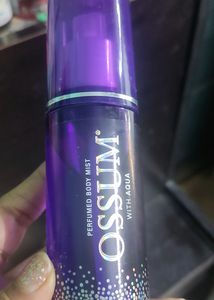 PERFUMED BODY MIST
OSSUM®
WITH AQUA